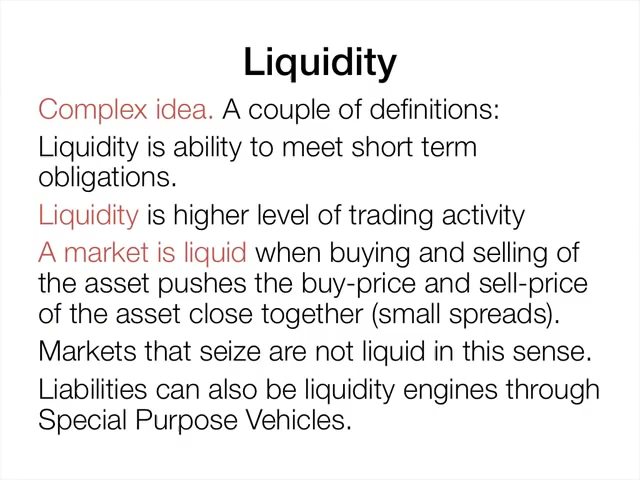 Liquidity
Complex idea. A couple of definitions:
Liquidity is ability to meet short term
obligations.
Liquidity is higher level of trading activity
A market is liquid when buying and selling of
the asset pushes the buy-price and sell-price
of the asset close together (small spreads).
Markets that seize are not liquid in this sense.
Liabilities can also be liquidity engines through
Special Purpose Vehicles.